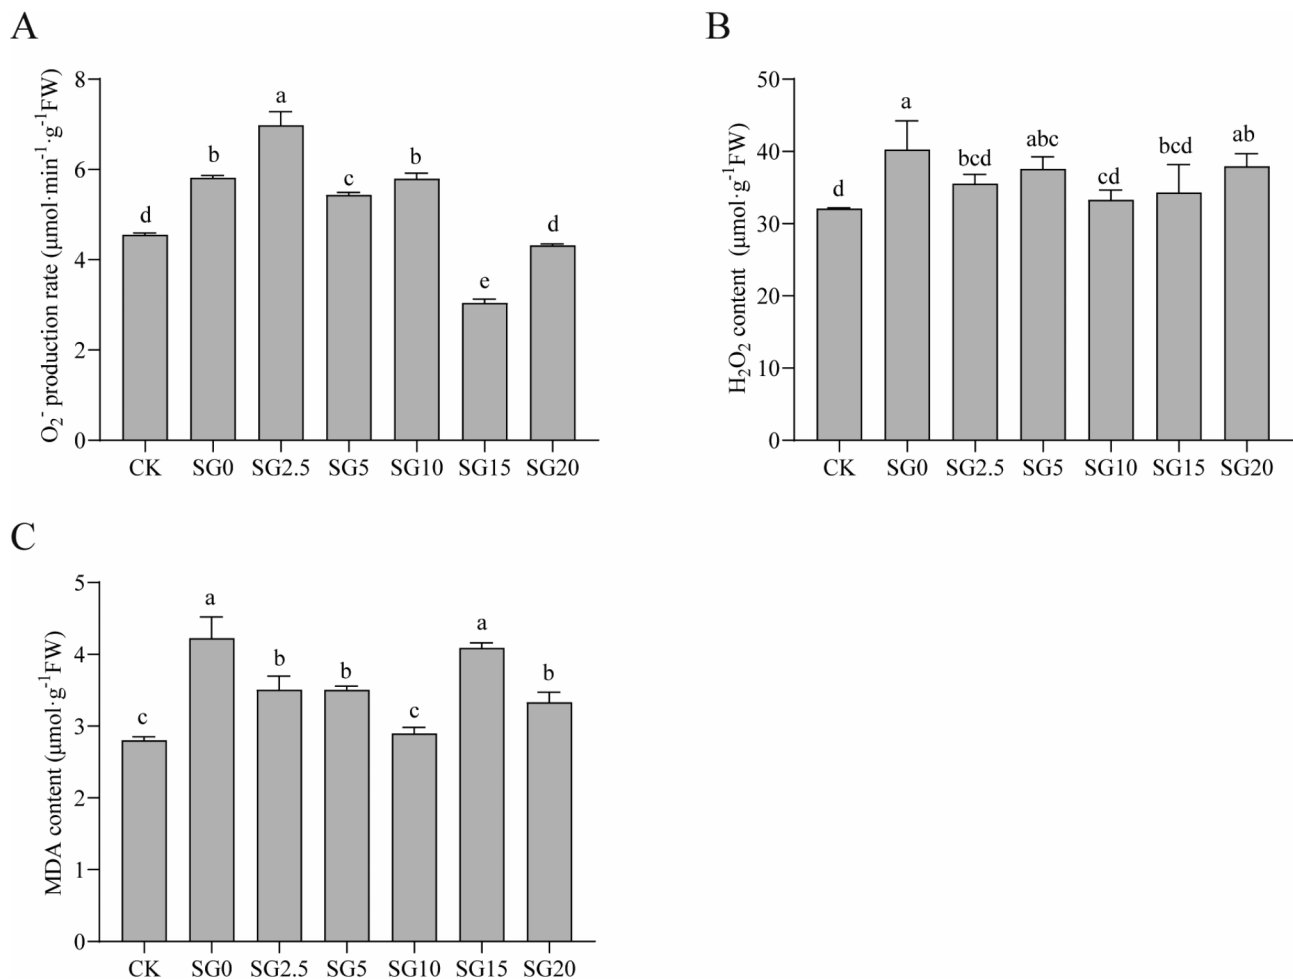 A
O₂⁻ production rate (μmol·min⁻¹·g⁻¹FW)
8
6
4
2
0
d
b
a
c
b
e
d
CK SG0 SG2.5 SG5 SG10 SG15 SG20
B
H₂O₂ content (μmol·g⁻¹FW)
50
40
30
20
10
0
d
a
bcd
abc
cd
bcd
ab
CK SG0 SG2.5 SG5 SG10 SG15 SG20
C
MDA content (μmol·g⁻¹FW)
5
4
3
2
1
0
c
a
b
b
c
a
b
CK SG0 SG2.5 SG5 SG10 SG15 SG20